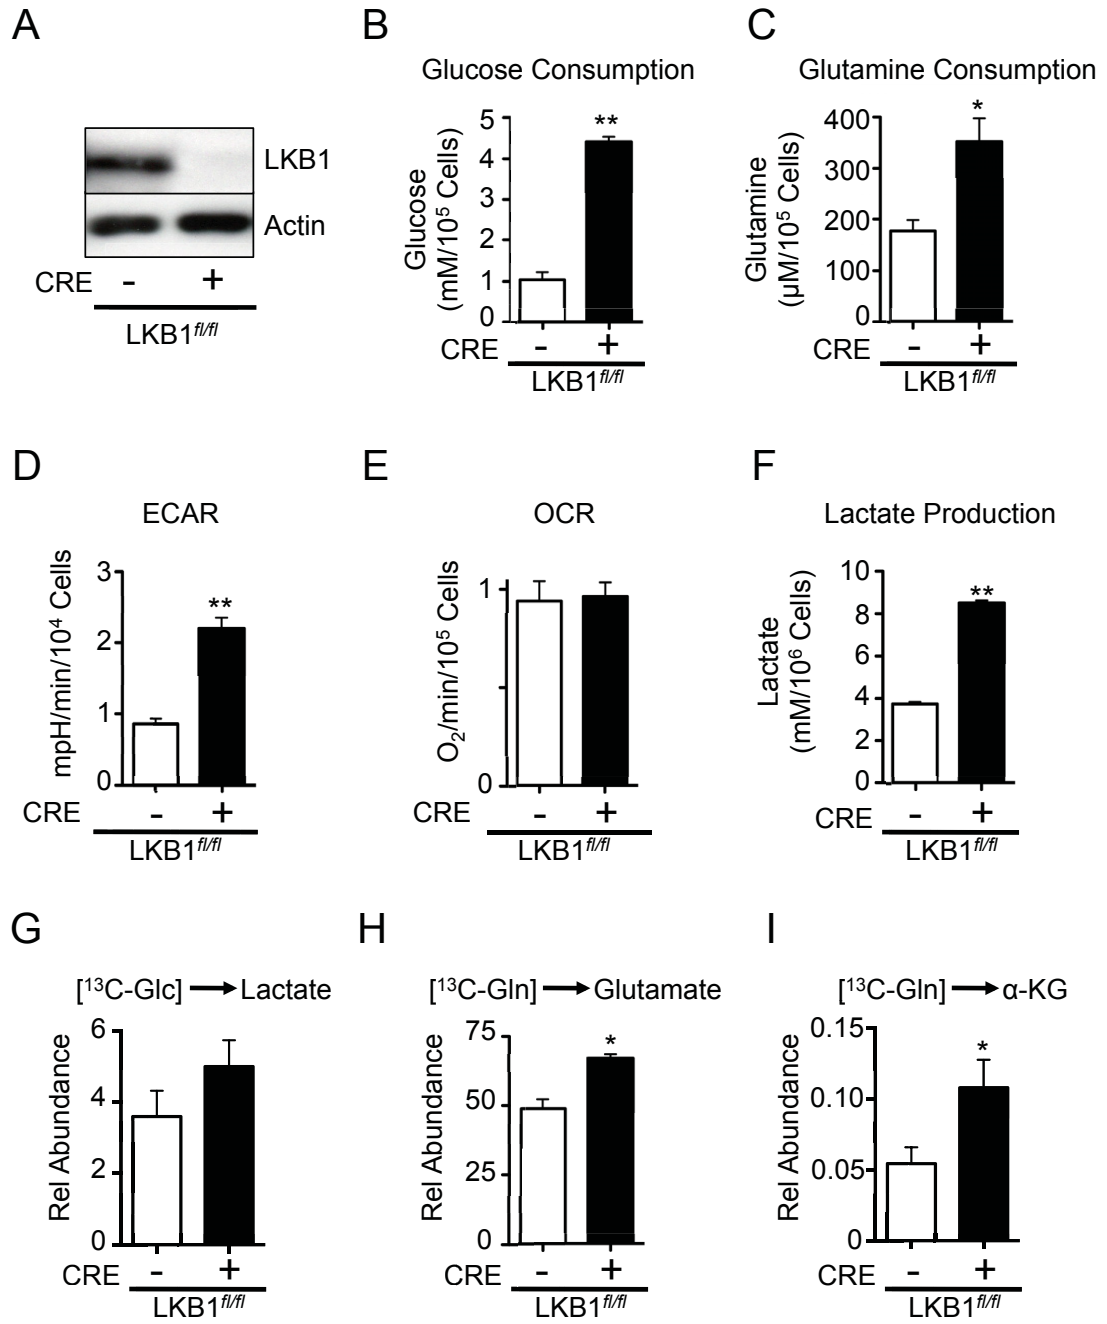 A
LKB1
Actin
CRE - +
LKB1fl/fl
B
Glucose Consumption
Glucose
(mM/10⁵ Cells)
5
4
3
2
1
0
**
CRE - +
LKB1fl/fl
C
Glutamine Consumption
Glutamine
(µM/10⁵ Cells)
400
300
200
100
0
*
CRE - +
LKB1fl/fl
D
ECAR
mpH/min/10⁴ Cells
3
2
1
0
**
CRE - +
LKB1fl/fl
E
OCR
O₂/min/10⁵ Cells
1
0
CRE - +
LKB1fl/fl
F
Lactate Production
Lactate
(mM/10⁶ Cells)
10
8
6
4
2
0
**
CRE - +
LKB1fl/fl
G
[¹³C-Glc] → Lactate
Rel Abundance
6
4
2
0
CRE - +
LKB1fl/fl
H
[¹³C-Gln] → Glutamate
Rel Abundance
75
50
25
0
*
CRE - +
LKB1fl/fl
I
[¹³C-Gln] → α-KG
Rel Abundance
0.15
0.10
0.05
0
*
CRE - +
LKB1fl/fl